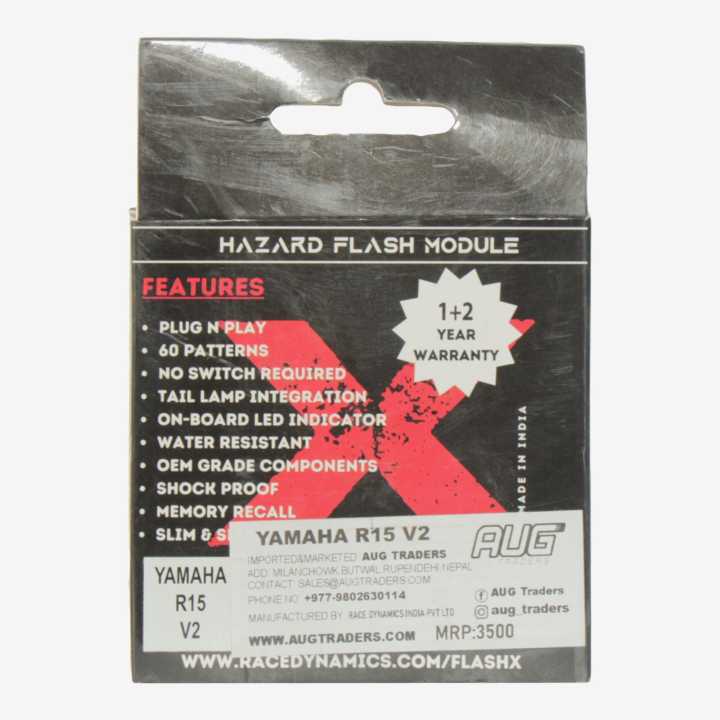 HAZARD FLASH MODULE
FEATURES
• PLUG N PLAY
• 60 PATTERNS
• NO SWITCH REQUIRED
• TAIL LAMP INTEGRATION
• ON-BOARD LED INDICATOR
• WATER RESISTANT
• OEM GRADE COMPONENTS
• SHOCK PROOF
• MEMORY RECALL
• SLIM &
1+2
YEAR
WARRANTY
MADE IN INDIA
YAMAHA
R15
V2
YAMAHA R15 V2
IMPORTED&MARKETED: AUG TRADERS
ADD: MILANCHOWK,BUTWAL,RUPENDEHI-NEPAL
CONTACT: SALES@AUGTRADERS.COM
PHONE NO: +977-9802630114
MANUFACTURED BY: RACE DYNAMICS INDIA PVT LTD
WWW.AUGTRADERS.COM MRP:3500
AUG
TRADERS
AUG Traders
aug_traders
WWW.RACEDYNAMICS.COM/FLASHX